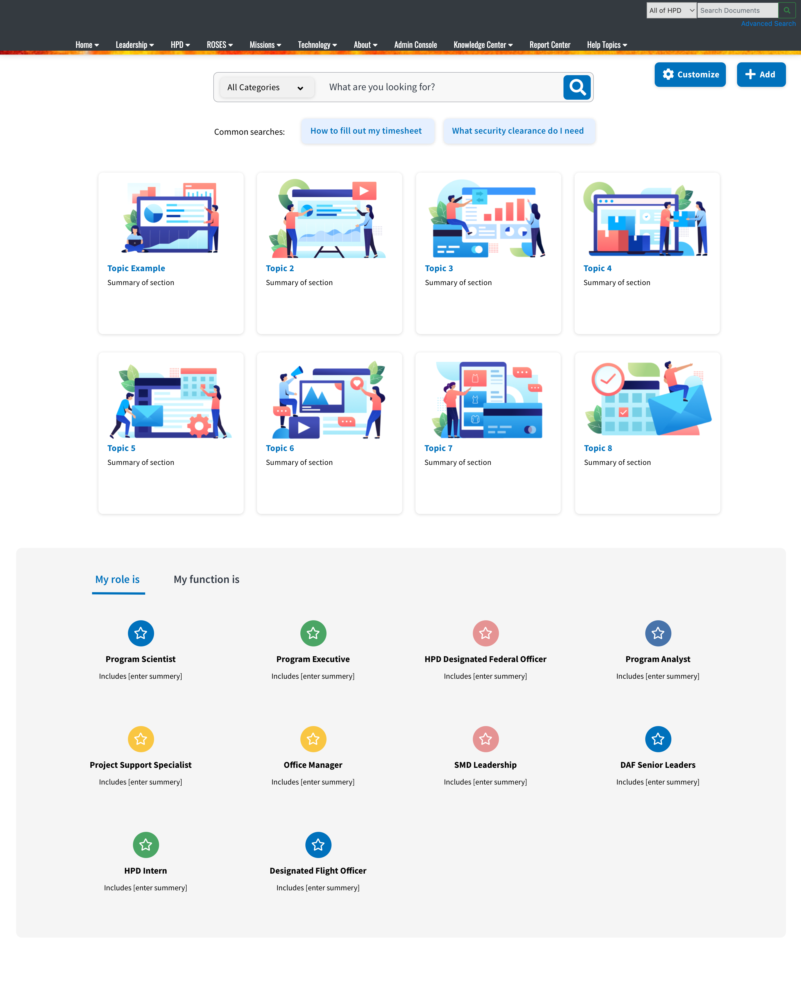 All of HPD Search Documents
Advanced Search
Home Leadership HPD ROSES Missions Technology About Admin Console Knowledge Center Report Center Help Topics
Customize Add
All Categories What are you looking for?
Common searches: How to fill out my timesheet What security clearance do I need
Topic Example Topic 2 Topic 3 Topic 4
Summary of section Summary of section Summary of section Summary of section
Topic 5 Topic 6 Topic 7 Topic 8
Summary of section Summary of section Summary of section Summary of section
My role is My function is
Program Scientist Program Executive HPD Designated Federal Officer Program Analyst
Includes [enter summery] Includes [enter summery] Includes [enter summery] Includes [enter summery]
Project Support Specialist Office Manager SMD Leadership DAF Senior Leaders
Includes [enter summery] Includes [enter summery] Includes [enter summery] Includes [enter summery]
HPD Intern Designated Flight Officer
Includes [enter summery] Includes [enter summery]